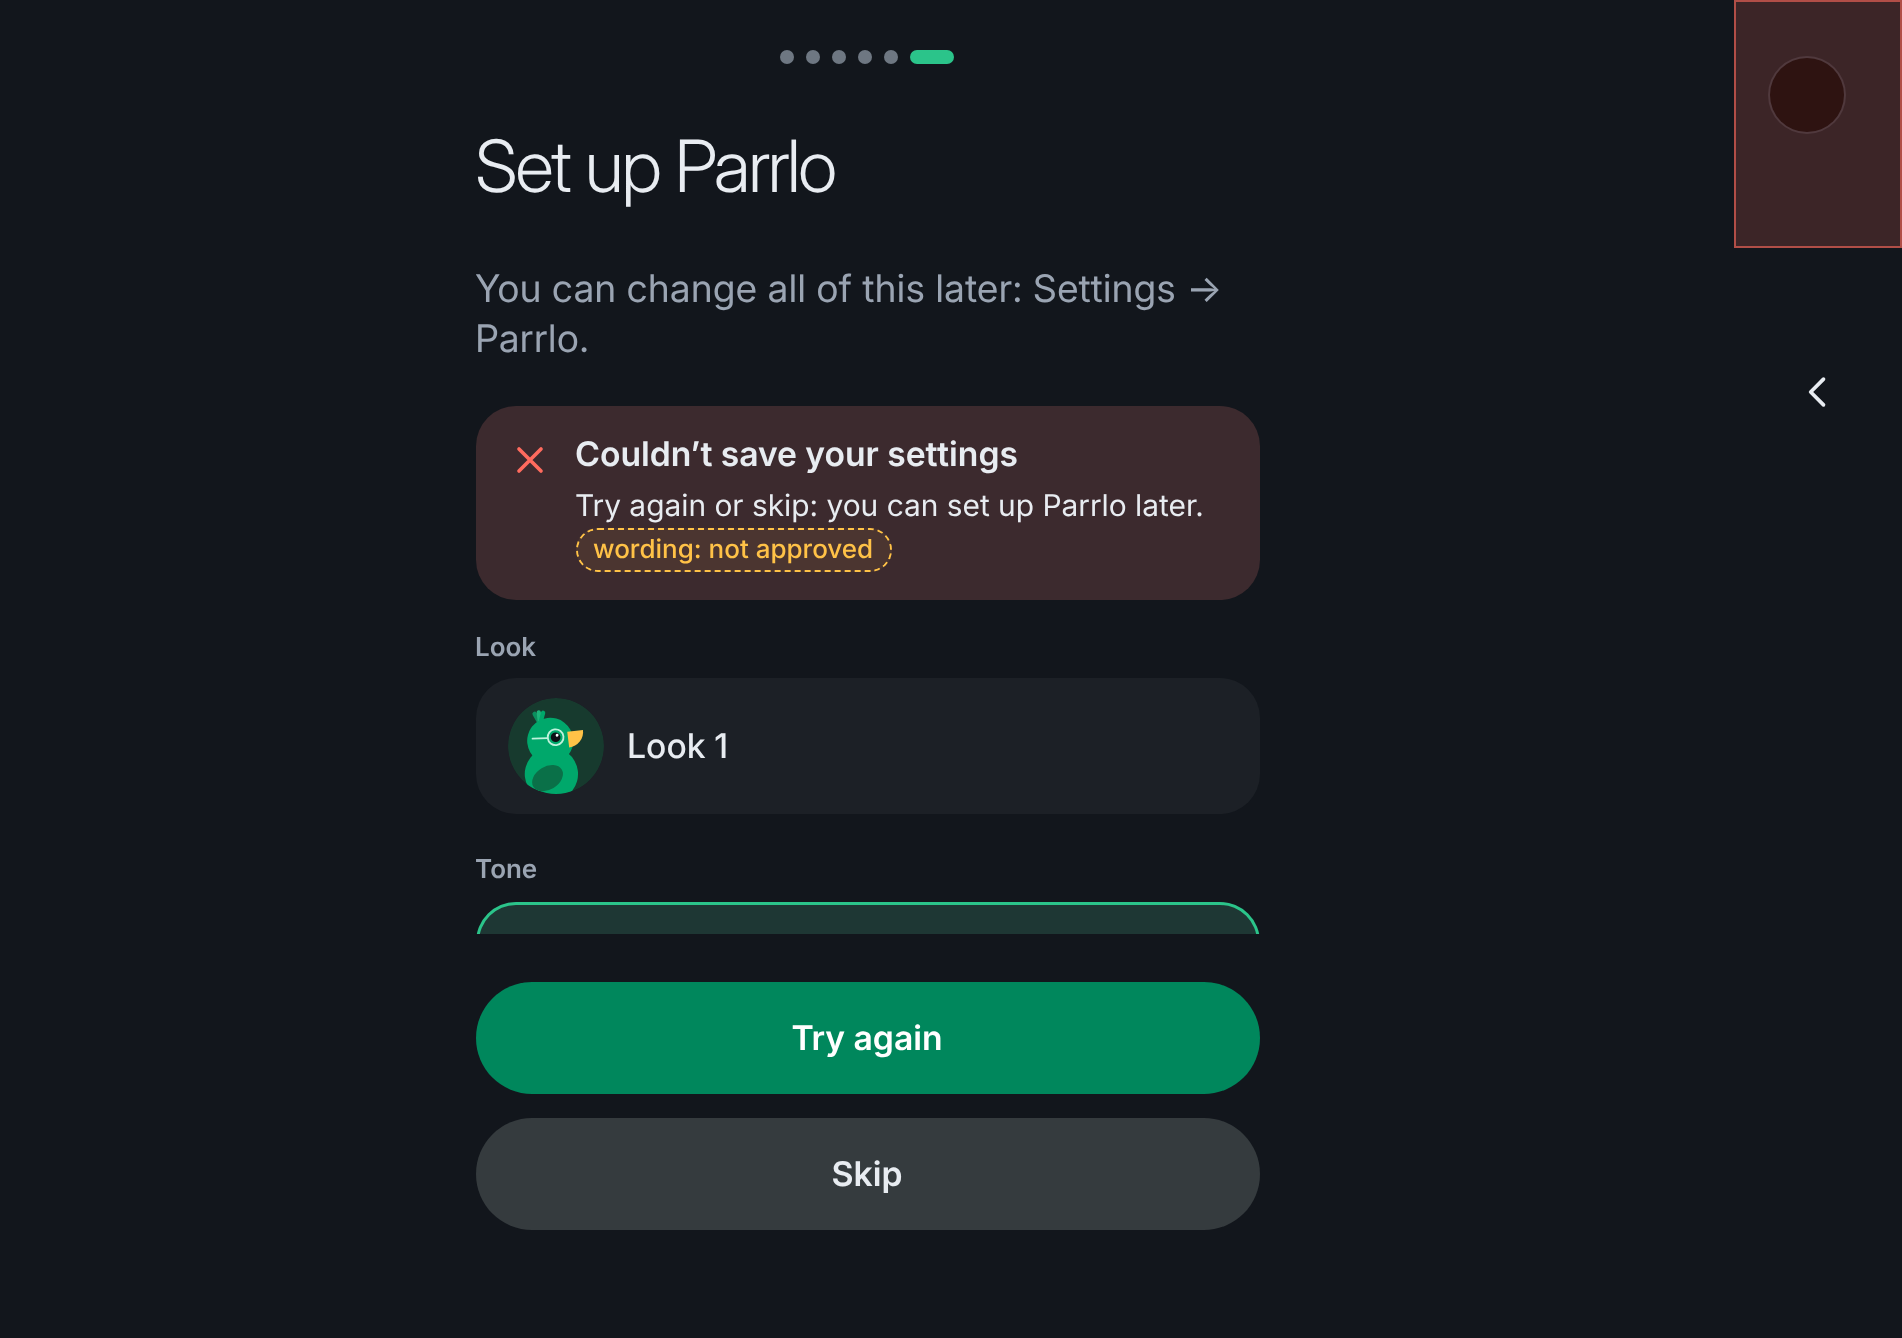 Set up Parrlo
You can change all of this later: Settings →
Parrlo.
Couldn’t save your settings
Try again or skip: you can set up Parrlo later.
wording: not approved
Look
Look 1
Tone
Try again
Skip